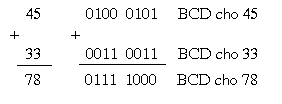 45 0100 0101 BCD cho 45
+ +
33 0011 0011 BCD cho 33
78 0111 1000 BCD cho 78